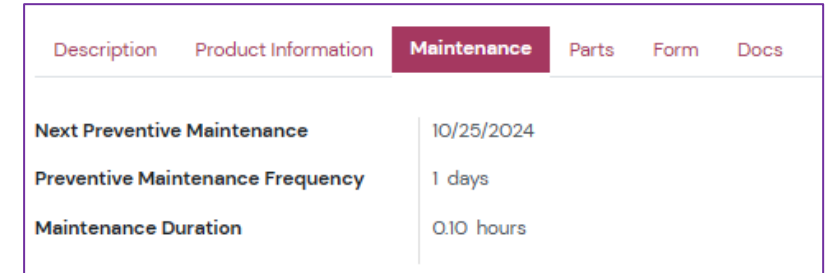 Description Product Information Maintenance Parts Form Docs
Next Preventive Maintenance 10/25/2024
Preventive Maintenance Frequency 1 days
Maintenance Duration 0.10 hours